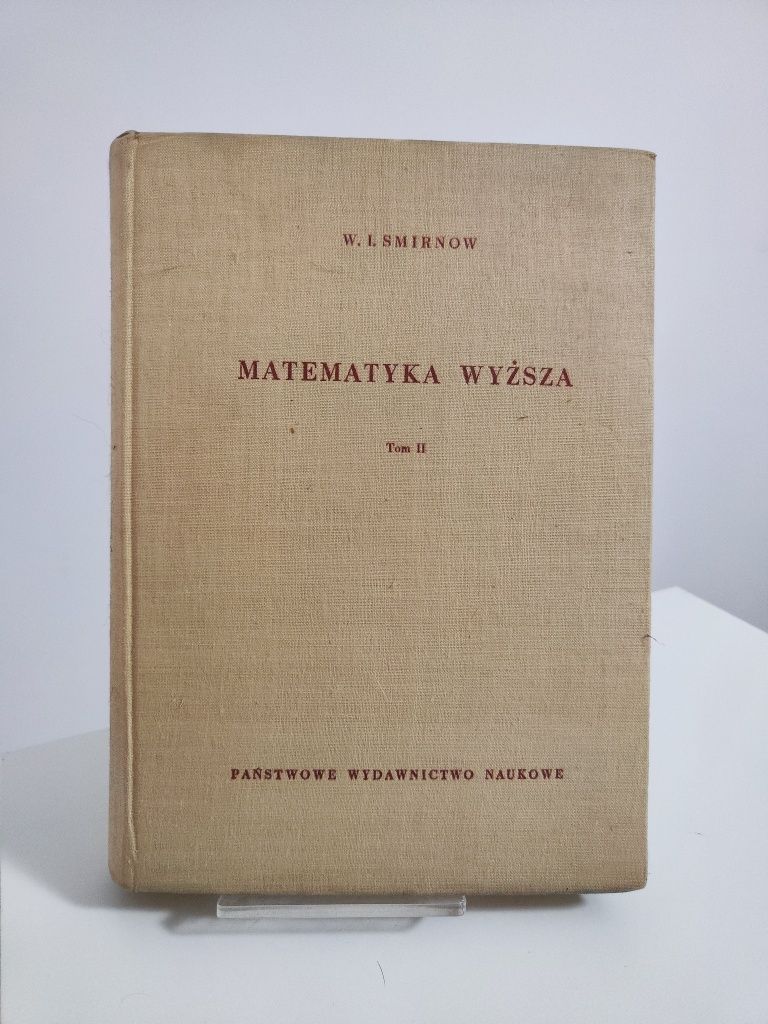 W. I. SMIRNOW
MATEMATYKA WYŻSZA
Tom II
PAŃSTWOWE WYDAWNICTWO NAUKOWE